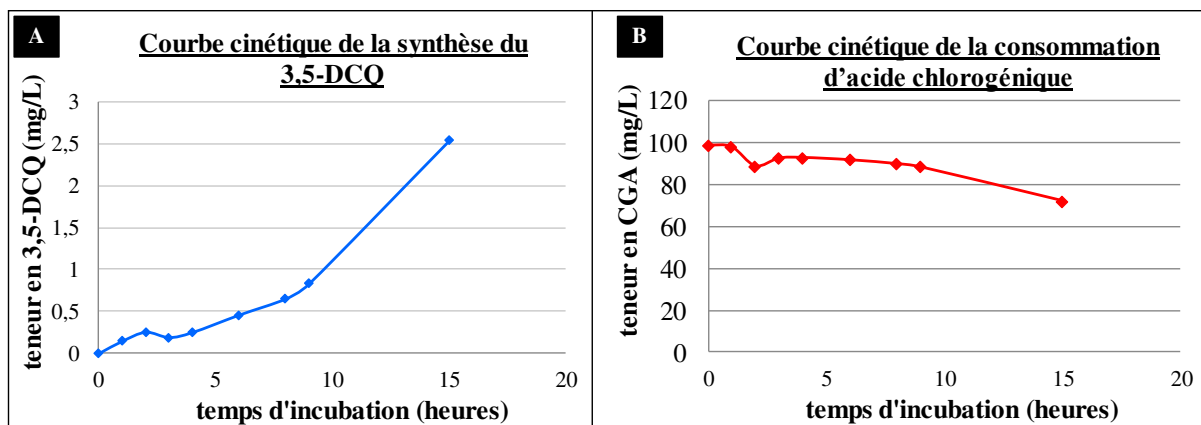 A
Courbe cinétique de la synthèse du
3,5-DCQ
teneur en 3,5-DCQ (mg/L)
3
2,5
2
1,5
1
0,5
0
0 5 10 15 20
temps d'incubation (heures)
B
Courbe cinétique de la consommation
d’acide chlorogénique
teneur en CGA (mg/L)
120
100
80
60
40
20
0
0 5 10 15 20
temps d'incubation (heures)